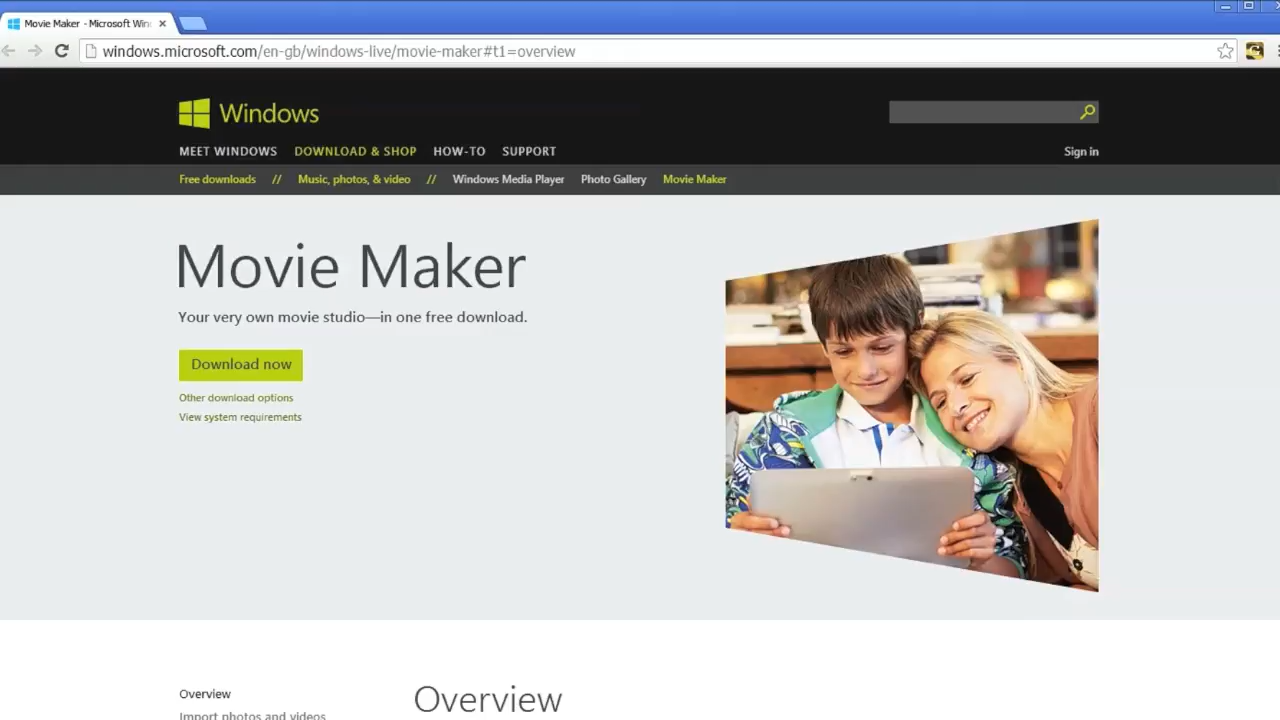 Movie Maker - Microsoft Win
windows.microsoft.com/en-gb/windows-live/movie-maker#t1=overview
Windows
MEET WINDOWS DOWNLOAD & SHOP HOW-TO SUPPORT Sign in
Free downloads // Music, photos, & video // Windows Media Player Photo Gallery Movie Maker
Movie Maker
Your very own movie studio—in one free download.
Download now
Other download options
View system requirements
Overview
Import photos and videos
Overview